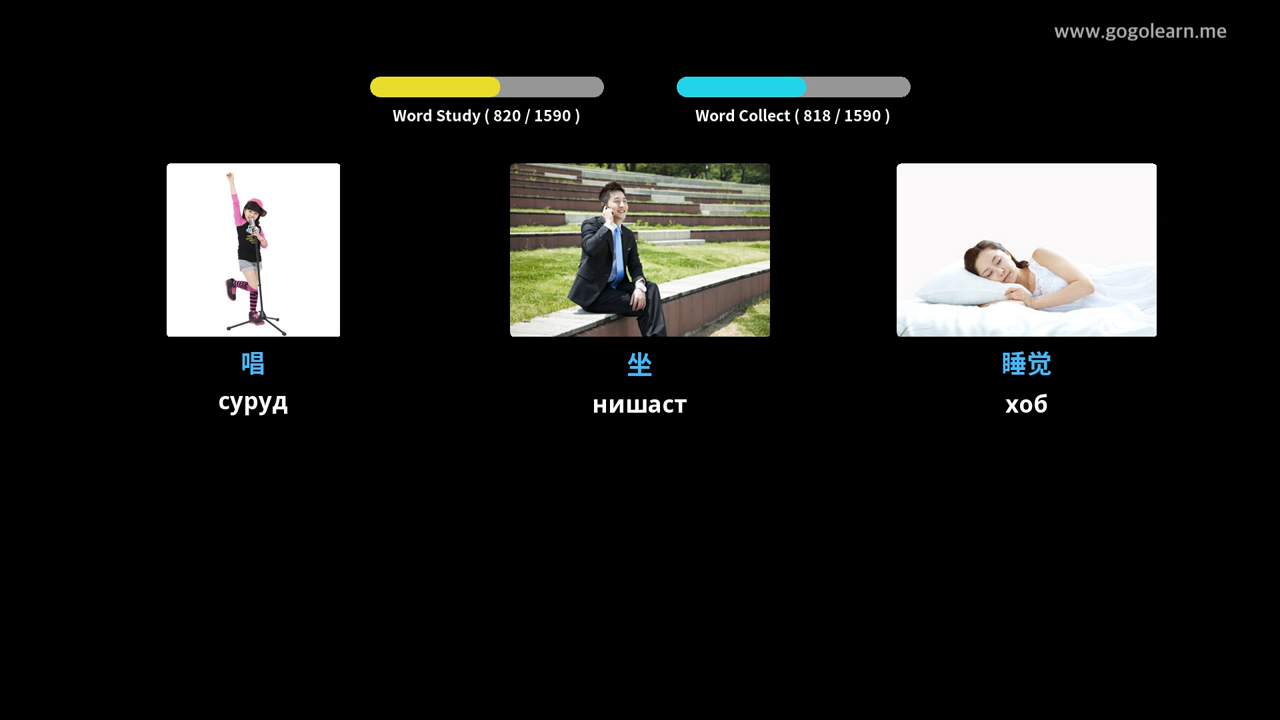 www.gogolearn.me
Word Study ( 820 / 1590 )
Word Collect ( 818 / 1590 )
唱
суруд
坐
нишаст
睡觉
хоб